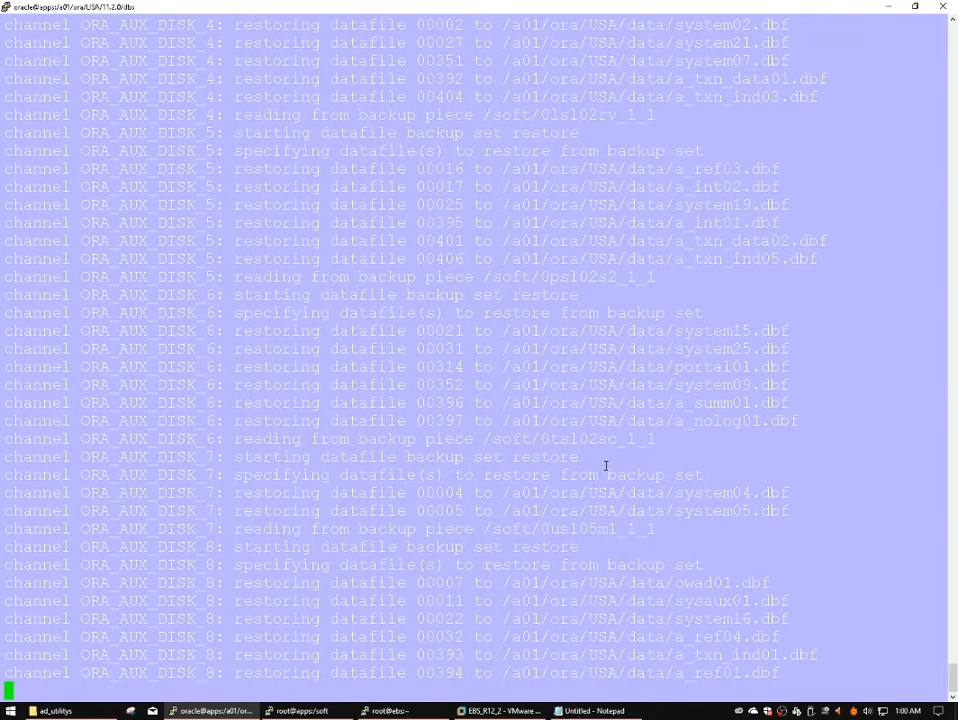 oracle@apps:/a01/ora/USA/11.2.0/dbs
channel ORA_AUX_DISK_4: restoring datafile 00002 to /a01/ora/USA/data/system02.dbf
channel ORA_AUX_DISK_4: restoring datafile 00027 to /a01/ora/USA/data/system21.dbf
channel ORA_AUX_DISK_4: restoring datafile 00351 to /a01/ora/USA/data/system07.dbf
channel ORA_AUX_DISK_4: restoring datafile 00392 to /a01/ora/USA/data/a_txn_data01.dbf
channel ORA_AUX_DISK_4: restoring datafile 00404 to /a01/ora/USA/data/a_txn_ind03.dbf
channel ORA_AUX_DISK_4: reading from backup piece /soft/0lsl02rv_1_1
channel ORA_AUX_DISK_5: starting datafile backup set restore
channel ORA_AUX_DISK_5: specifying datafile(s) to restore from backup set
channel ORA_AUX_DISK_5: restoring datafile 00016 to /a01/ora/USA/data/a_ref03.dbf
channel ORA_AUX_DISK_5: restoring datafile 00017 to /a01/ora/USA/data/a_int02.dbf
channel ORA_AUX_DISK_5: restoring datafile 00025 to /a01/ora/USA/data/system19.dbf
channel ORA_AUX_DISK_5: restoring datafile 00395 to /a01/ora/USA/data/a_int01.dbf
channel ORA_AUX_DISK_5: restoring datafile 00401 to /a01/ora/USA/data/a_txn_data02.dbf
channel ORA_AUX_DISK_5: restoring datafile 00406 to /a01/ora/USA/data/a_txn_ind05.dbf
channel ORA_AUX_DISK_5: reading from backup piece /soft/0psl02s2_1_1
channel ORA_AUX_DISK_6: starting datafile backup set restore
channel ORA_AUX_DISK_6: specifying datafile(s) to restore from backup set
channel ORA_AUX_DISK_6: restoring datafile 00021 to /a01/ora/USA/data/system15.dbf
channel ORA_AUX_DISK_6: restoring datafile 00031 to /a01/ora/USA/data/system25.dbf
channel ORA_AUX_DISK_6: restoring datafile 00314 to /a01/ora/USA/data/portal01.dbf
channel ORA_AUX_DISK_6: restoring datafile 00352 to /a01/ora/USA/data/system09.dbf
channel ORA_AUX_DISK_6: restoring datafile 00396 to /a01/ora/USA/data/a_summ01.dbf
channel ORA_AUX_DISK_6: restoring datafile 00397 to /a01/ora/USA/data/a_nolog01.dbf
channel ORA_AUX_DISK_6: reading from backup piece /soft/0tsl02sc_1_1
channel ORA_AUX_DISK_7: starting datafile backup set restore
channel ORA_AUX_DISK_7: specifying datafile(s) to restore from backup set
channel ORA_AUX_DISK_7: restoring datafile 00004 to /a01/ora/USA/data/system04.dbf
channel ORA_AUX_DISK_7: restoring datafile 00005 to /a01/ora/USA/data/system05.dbf
channel ORA_AUX_DISK_7: reading from backup piece /soft/0usl05m1_1_1
channel ORA_AUX_DISK_8: starting datafile backup set restore
channel ORA_AUX_DISK_8: specifying datafile(s) to restore from backup set
channel ORA_AUX_DISK_8: restoring datafile 00007 to /a01/ora/USA/data/owad01.dbf
channel ORA_AUX_DISK_8: restoring datafile 00011 to /a01/ora/USA/data/sysaux01.dbf
channel ORA_AUX_DISK_8: restoring datafile 00022 to /a01/ora/USA/data/system16.dbf
channel ORA_AUX_DISK_8: restoring datafile 00032 to /a01/ora/USA/data/a_ref04.dbf
channel ORA_AUX_DISK_8: restoring datafile 00393 to /a01/ora/USA/data/a_txn_ind01.dbf
channel ORA_AUX_DISK_8: restoring datafile 00394 to /a01/ora/USA/data/a_ref01.dbf
ad_utilitys oracle@apps:a01/or... root@apps:/soft root@ebs:~ EBS_R12_2 - VMware ... Untitled - Notepad 1:00 AM